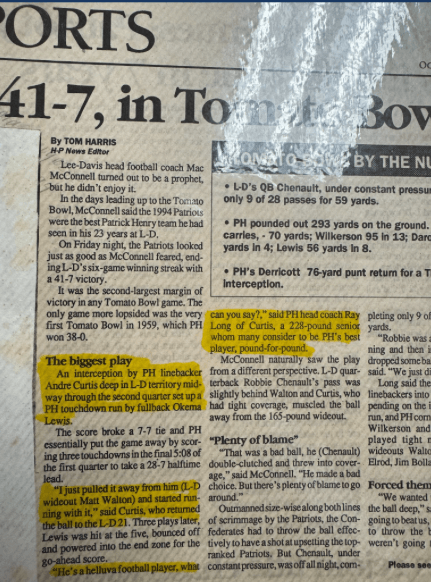 PORTS
Oc
41-7, in Tomato Bow
By TOM HARRIS
H-P News Editor
Lee-Davis head football coach Mac
McConnell turned out to be a prophet,
but he didn't enjoy it.
In the days leading up to the Tomato
Bowl, McConnell said the 1994 Patriots
were the best Patrick Henry team he had
seen in his 23 years at L-D.
On Friday night, the Patriots looked
just as good as McConnell feared, end-
ing L-D's six-game winning streak with
a 41-7 victory.
It was the second-largest margin of
victory in any Tomato Bowl game. The
only game more lopsided was the very
first Tomato Bowl in 1959, which PH
won 38-0.
The biggest play
An interception by PH linebacker
Andre Curtis deep in L-D territory mid-
way through the second quarter set up a
PH touchdown run by fullback Okema
Lewis.
The score broke a 7-7 tie and PH
essentially put the game away by scor-
ing three touchdowns in the final 5:08 of
the first quarter to take a 28-7 halftime
lead.
"I just pulled it away from him (L-D
wideout Matt Walton) and started run-
ning with it," said Curtis, who returned
the ball to the L-D 21. Three plays later,
Lewis was hit at the five, bounced off
and powered into the end zone for the
go-ahead score.
"He's a helluva football player, what
TOMATO BOWL BY THE NU
• L-D's QB Chenault, under constant pressu
only 9 of 28 passes for 59 yards.
• PH pounded out 293 yards on the ground.
carries, - 70 yards; Wilkerson 95 in 13; Darc
yards in 4; Lewis 56 yards in 8.
• PH's Derricott 76-yard punt return for a T
interception.
can you say?," said PH head coach Ray
Long of Curtis, a 228-pound senior
whom many consider to be PH's best
player, pound-for-pound.
McConnell naturally saw the play
from a different perspective. L-D quar-
terback Robbie Chenault's pass was
slightly behind Walton and Curtis, who
had tight coverage, muscled the ball
away from the 165-pound wideout.
"Plenty of blame"
"That was a bad ball, he (Chenault)
double-clutched and threw into cover-
age," said McConnell. "He made a bad
choice. But there's plenty of blame to go
around."
Outmanned size-wise along both lines
of scrimmage by the Patriots, the Con-
federates had to throw the ball effec-
tively to have a shot at upsetting the top-
ranked Patriots. But Chenault, under
constant pressure, was off all night, com-
pleting only 9 of
yards.
"Robbie was
ning and then i
dropped some ba
said. "We just di
Long said the
linebackers into
pending on the
run, and PH corn
Wilkerson and
played tight
wideouts Walto
Elrod, Jim Bolla
Forced them
"We wanted
the ball deep," s
going to beat us,
to throw the b
weren't going
Please see